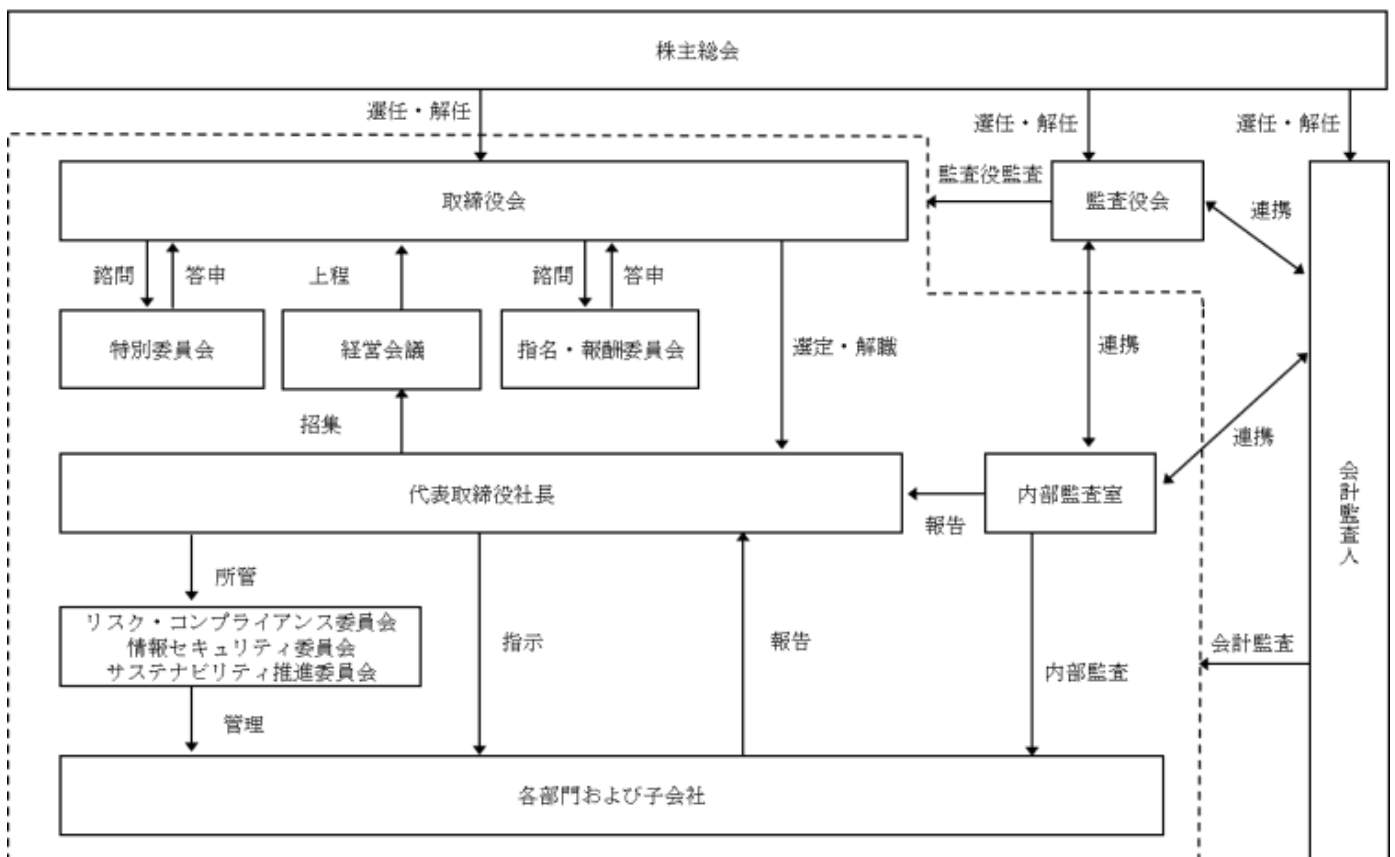 株主総会
選任・解任
選任・解任
選任・解任
取締役会
監査役監査
監査役会
連携
諮問
答申
上程
諮問
答申
選定・解職
連携
特別委員会
経営会議
指名・報酬委員会
招集
連携
代表取締役社長
報告
内部監査室
会計監査人
所管
リスク・コンプライアンス委員会
情報セキュリティ委員会
サステナビリティ推進委員会
指示
報告
内部監査
会計監査
管理
各部門および子会社